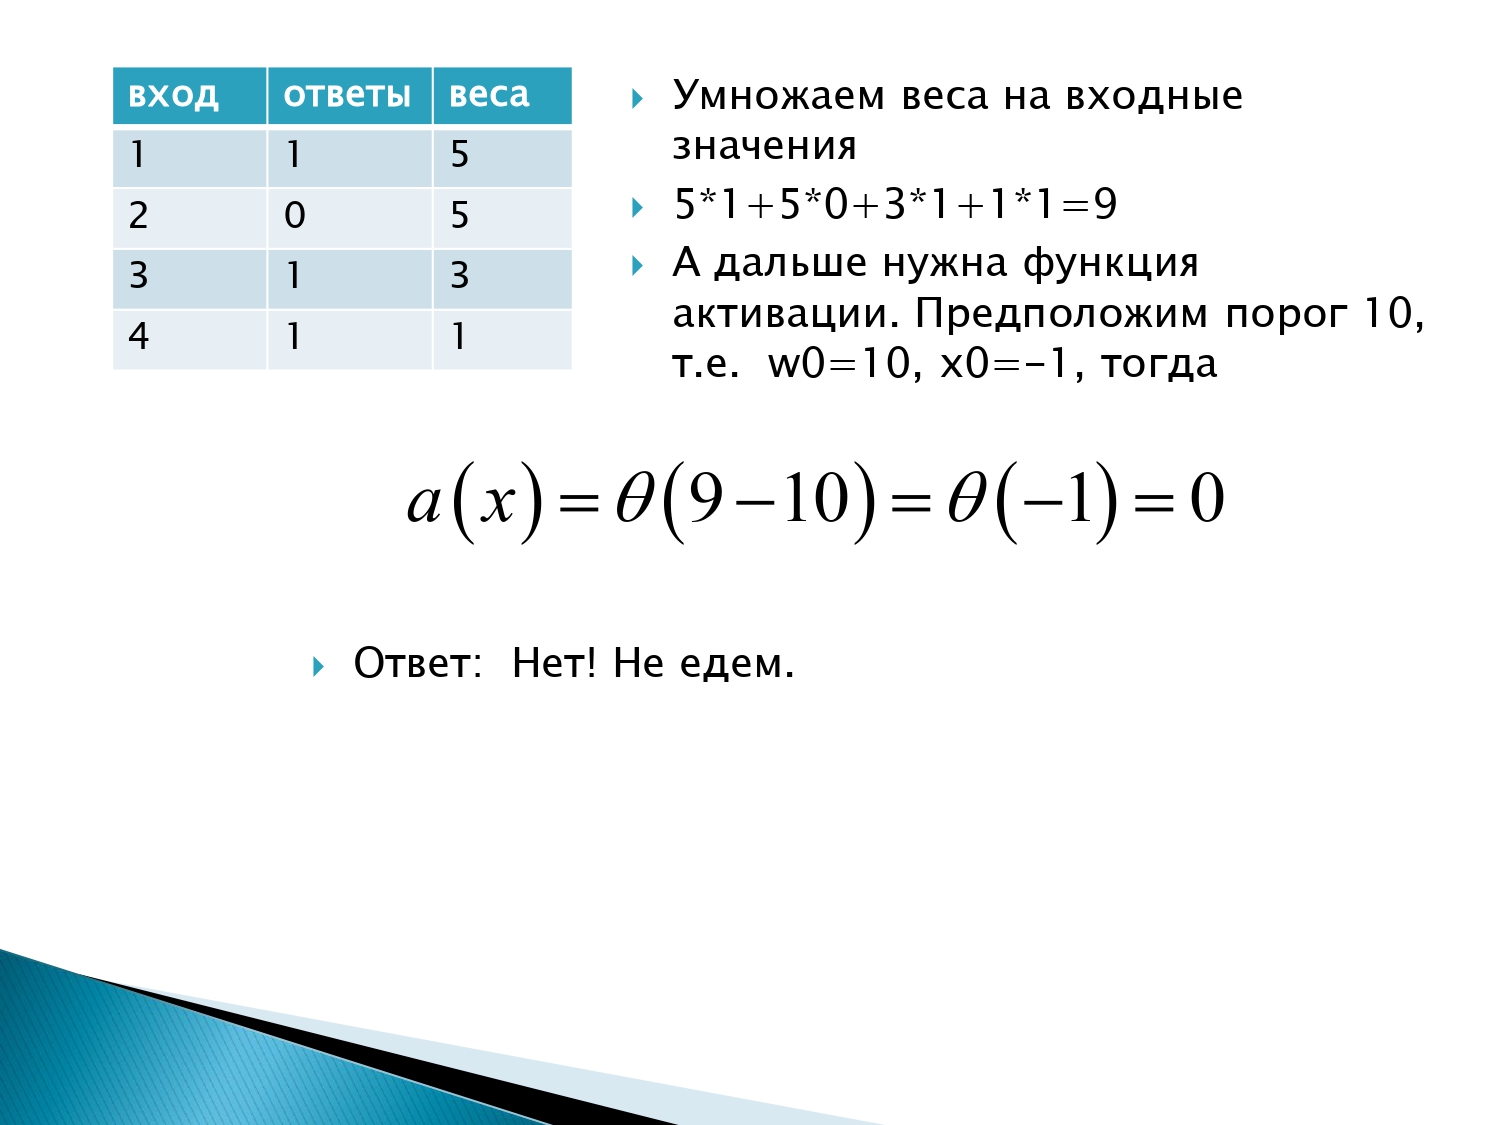 вход ответы веса
1 1 5
2 0 5
3 1 3
4 1 1
Умножаем веса на входные
значения
5*1+5*0+3*1+1*1=9
А дальше нужна функция
активации. Предположим порог 10,
т.е. w0=10, x0=-1, тогда
a(x)=θ(9−10)=θ(−1)=0
Ответ: Нет! Не едем.